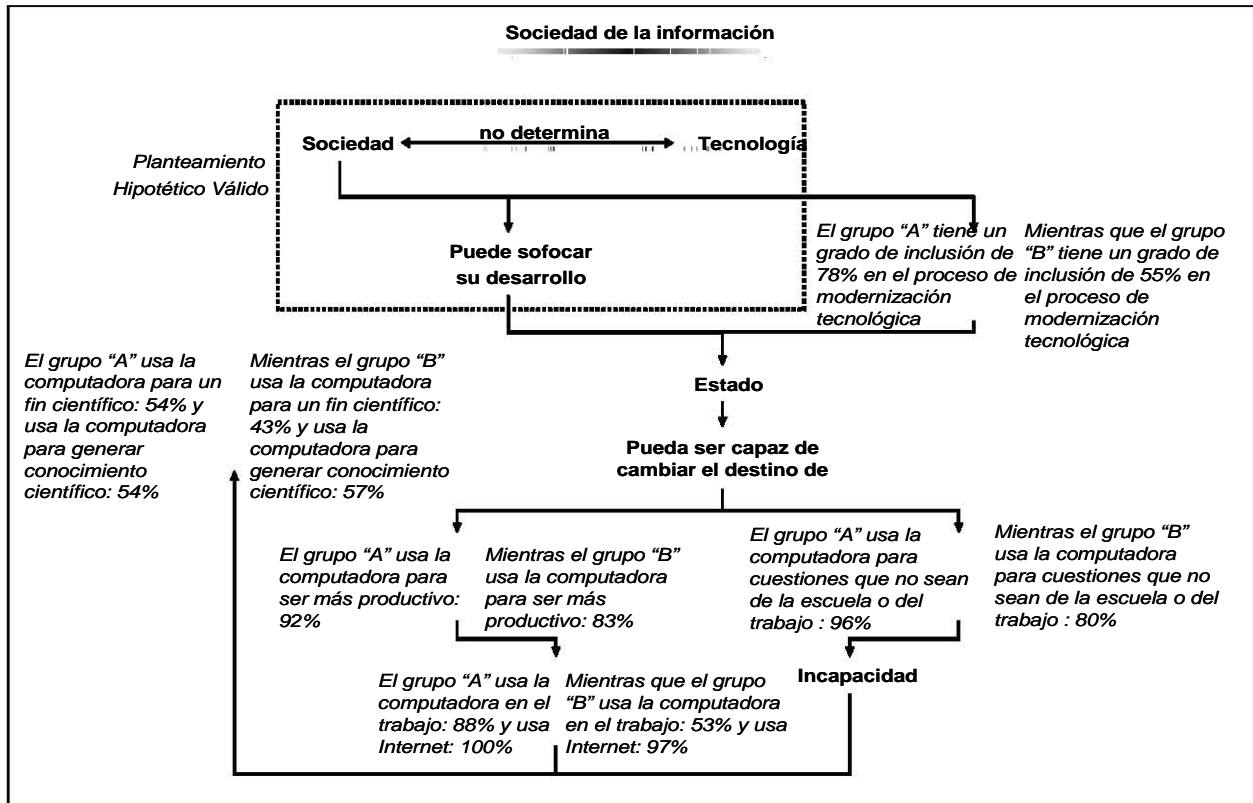 Sociedad de la información
Sociedad
no determina
Tecnología
Planteamiento
Hipotético Válido
Puede sofocar
su desarrollo
El grupo “A” tiene un
grado de inclusión de
78% en el proceso de
modernización
tecnológica
Mientras que el grupo
“B” tiene un grado de
inclusión de 55% en
el proceso de
modernización
tecnológica
El grupo “A” usa la
computadora para un
fin científico: 54% y
usa la computadora
para generar
conocimiento
científico: 54%
Mientras el grupo “B”
usa la computadora
para un fin científico:
43% y usa la
computadora para
generar conocimiento
científico: 57%
Estado
Pueda ser capaz de
cambiar el destino de
El grupo “A” usa la
computadora para
ser más productivo:
92%
Mientras el grupo “B”
usa la computadora
para ser más
productivo: 83%
El grupo “A” usa la
computadora para
cuestiones que no sean
de la escuela o del
trabajo : 96%
Mientras el grupo “B”
usa la computadora
para cuestiones que no
sean de la escuela o del
trabajo : 80%
El grupo “A” usa la
computadora en el
trabajo: 88% y usa
Internet: 100%
Mientras que el grupo
“B” usa la computadora
en el trabajo: 53% y usa
Internet: 97%
Incapacidad